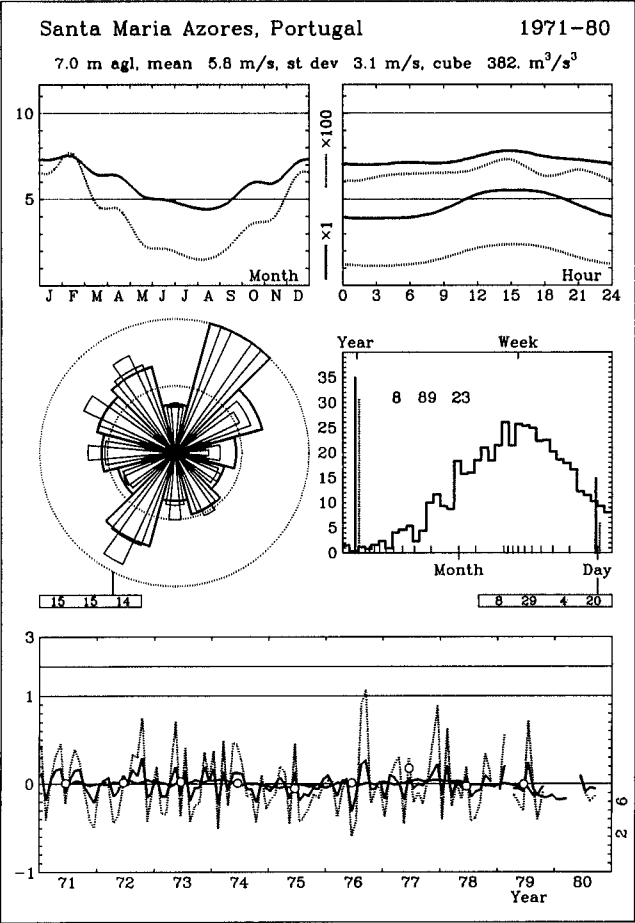 Santa Maria Azores, Portugal 1971-80
7.0 m agl, mean 5.8 m/s, st dev 3.1 m/s, cube 382. m³/s³
10
5
×100
×1
Month
J F M A M J J A S O N D
Hour
0 3 6 9 12 15 18 21 24
Year Week
35
30
25
20
15
10
5
0
8 89 23
Month Day
15 15 14
8 29 4 20
3
1
0
-1
2 6
71 72 73 74 75 76 77 78 79 80
Year